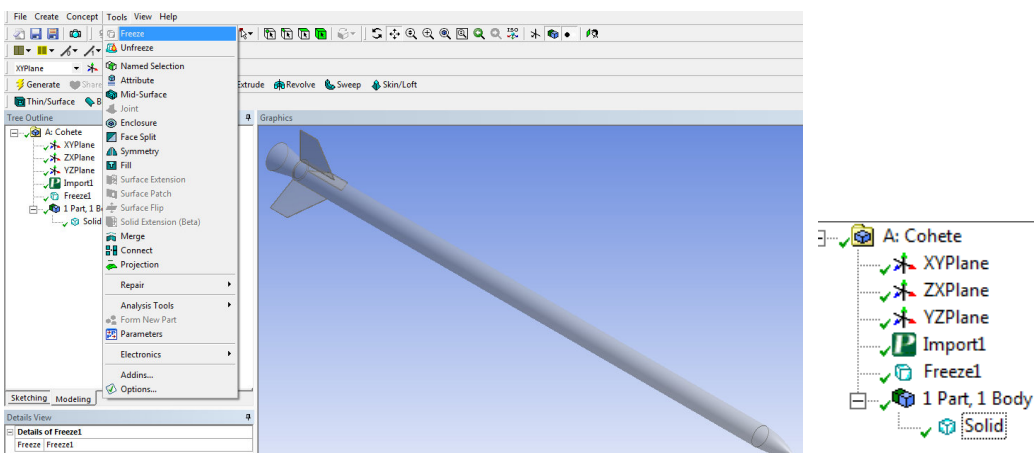 File Create Concept Tools View Help
Freeze
Unfreeze
XYPlane
Named Selection
Generate
Attribute
Extrude Revolve Sweep Skin/Loft
Thin/Surface
Mid-Surface
Joint
Tree Outline
Enclosure
Graphics
A: Cohete
Face Split
XYPlane
Symmetry
ZXPlane
Fill
YZPlane
Surface Extension
Import1
Surface Patch
Freeze1
Surface Flip
1 Part, 1 B
Solid Extension (Beta)
Solid
Merge
Connect
Projection
Repair
Analysis Tools
Form New Part
Parameters
Electronics
Addins...
Options...
Sketching Modeling
Details View
Details of Freeze1
Freeze Freeze1
A: Cohete
XYPlane
ZXPlane
YZPlane
Import1
Freeze1
1 Part, 1 Body
Solid